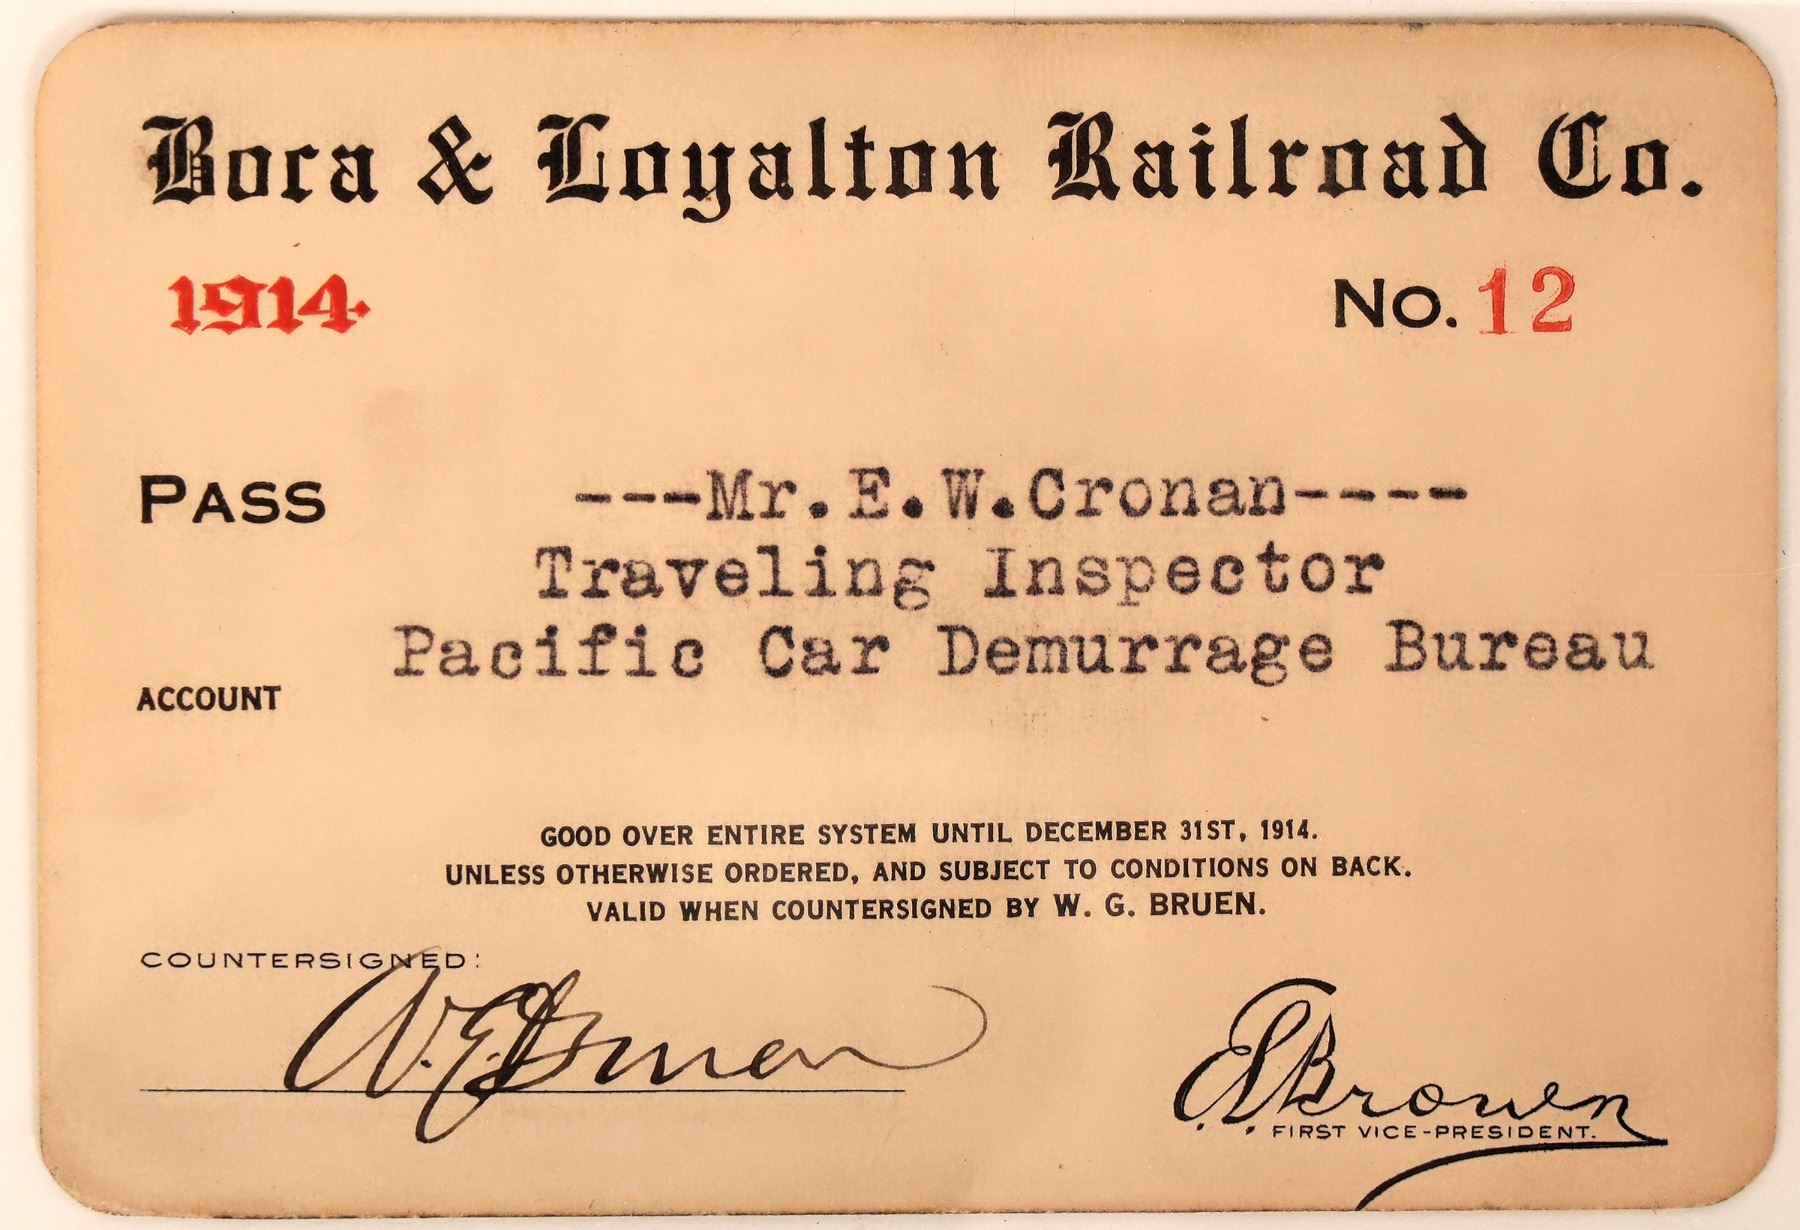 Boca & Loyalton Railroad Co.
1914 No. 12
PASS ---Mr. E. W. Cronan----
Traveling Inspector
Pacific Car Demurrage Bureau
ACCOUNT
GOOD OVER ENTIRE SYSTEM UNTIL DECEMBER 31ST, 1914.
UNLESS OTHERWISE ORDERED, AND SUBJECT TO CONDITIONS ON BACK.
VALID WHEN COUNTERSIGNED BY W. G. BRUEN.
COUNTERSIGNED:
W. G. Bruen
E. S. Brown
FIRST VICE-PRESIDENT.